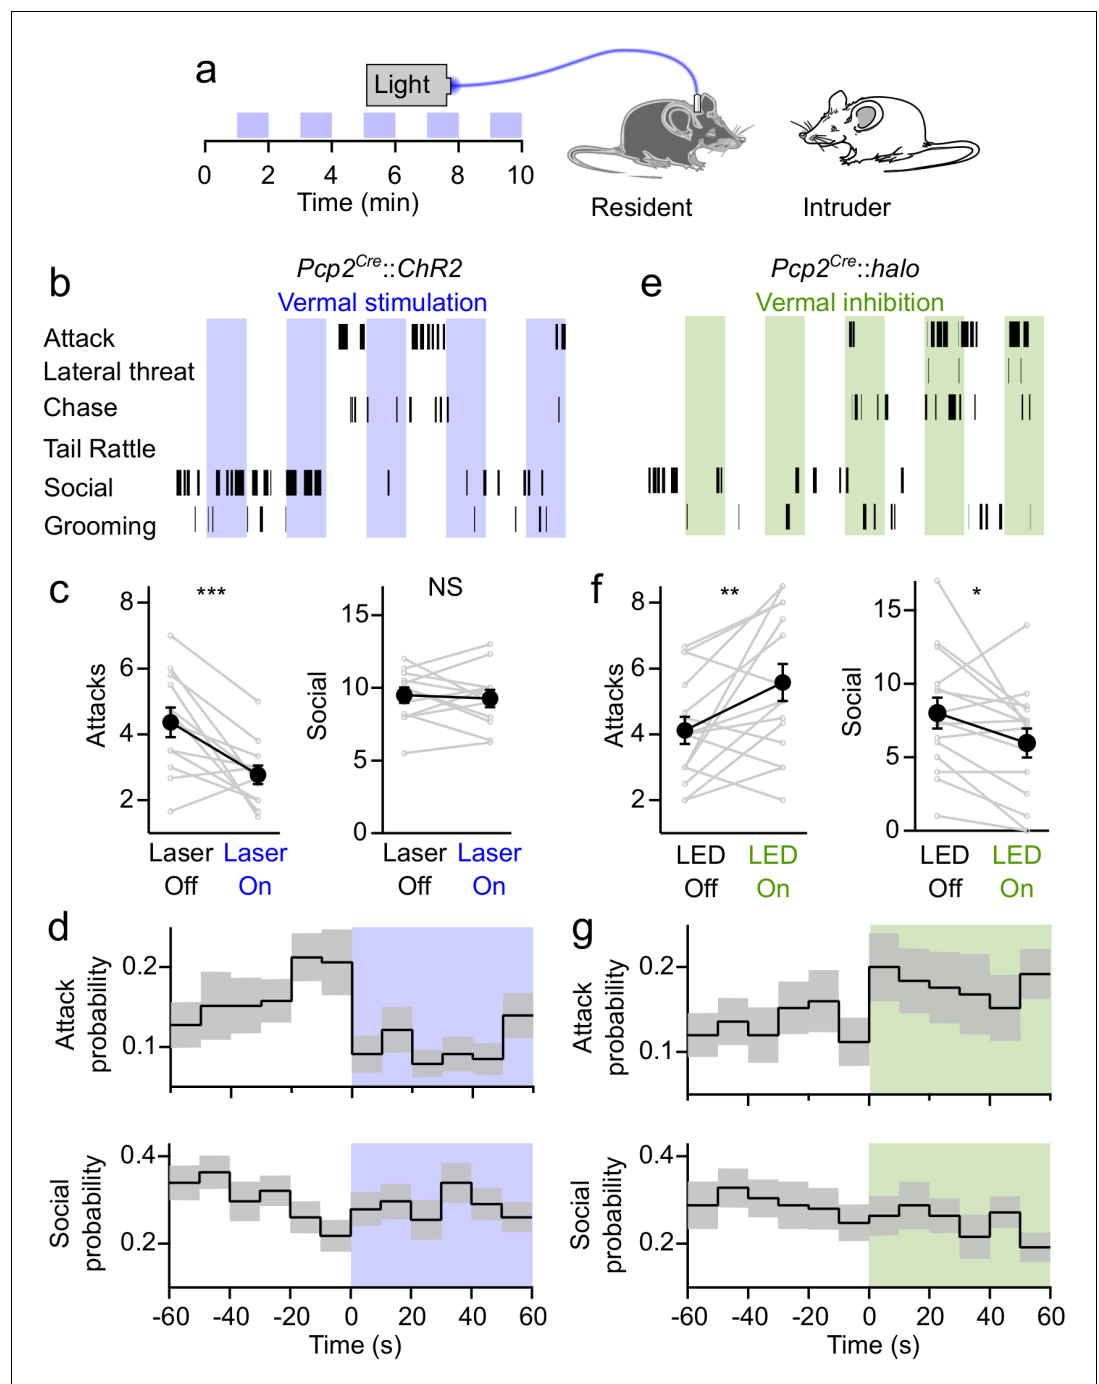 a
Light
0 2 4 6 8 10
Time (min)
Resident
Intruder
b
Pcp2Cre::ChR2
Vermal stimulation
Attack
Lateral threat
Chase
Tail Rattle
Social
Grooming
e
Pcp2Cre::halo
Vermal inhibition
c
***
Attacks
8
6
4
2
Laser Off
Laser On
NS
Social
15
10
5
0
Laser Off
Laser On
f
**
Attacks
8
6
4
2
LED Off
LED On
*
Social
15
10
5
0
LED Off
LED On
d
Attack probability
0.2
0.1
Social probability
0.4
0.2
-60 -40 -20 0 20 40 60
Time (s)
g
Attack probability
0.2
0.1
Social probability
0.4
0.2
-60 -40 -20 0 20 40 60
Time (s)